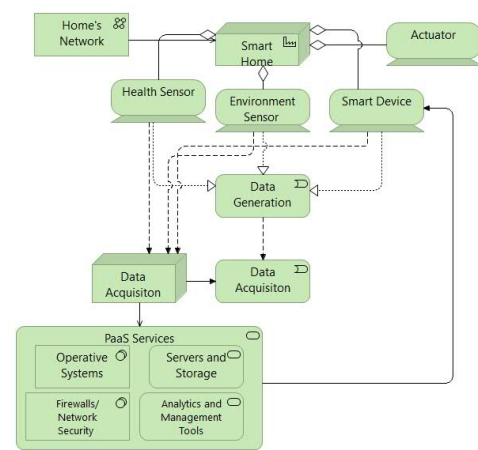 Home's
Network
Smart
Home
Actuator
Health Sensor
Environment
Sensor
Smart Device
Data
Generation
Data
Acquisiton
Data
Acquisiton
PaaS Services
Operative
Systems
Servers and
Storage
Firewalls/
Network
Security
Analytics and
Management
Tools